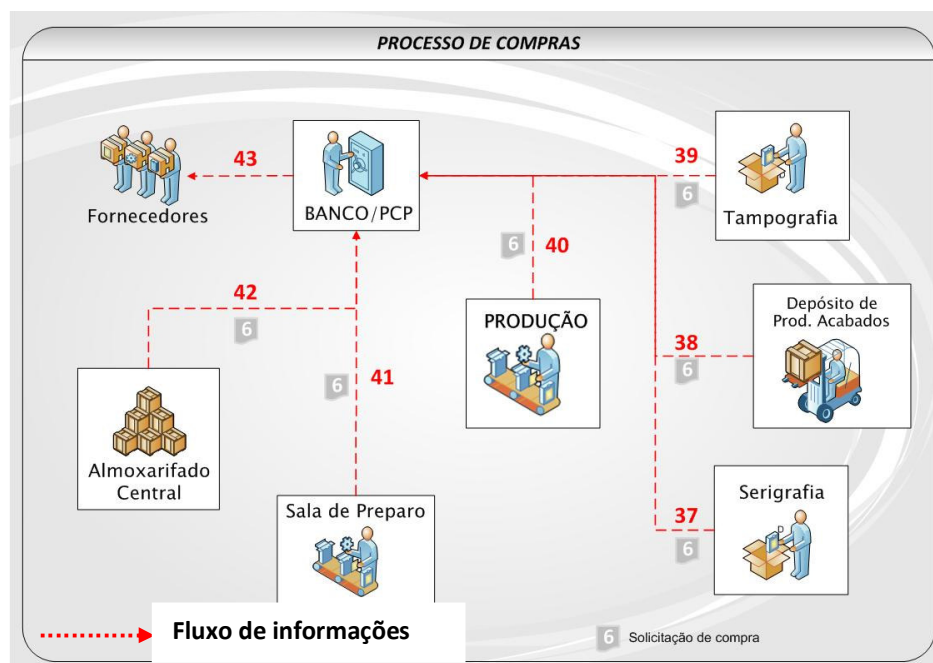 PROCESSO DE COMPRAS
Fornecedores
43
BANCO/PCP
39
6
Tampografia
42
6
6
40
PRODUÇÃO
Depósito de
Prod. Acabados
38
6
6
41
Almoxarifado
Central
Sala de Preparo
37
6
Serigrafia
Fluxo de informações
6 Solicitação de compra